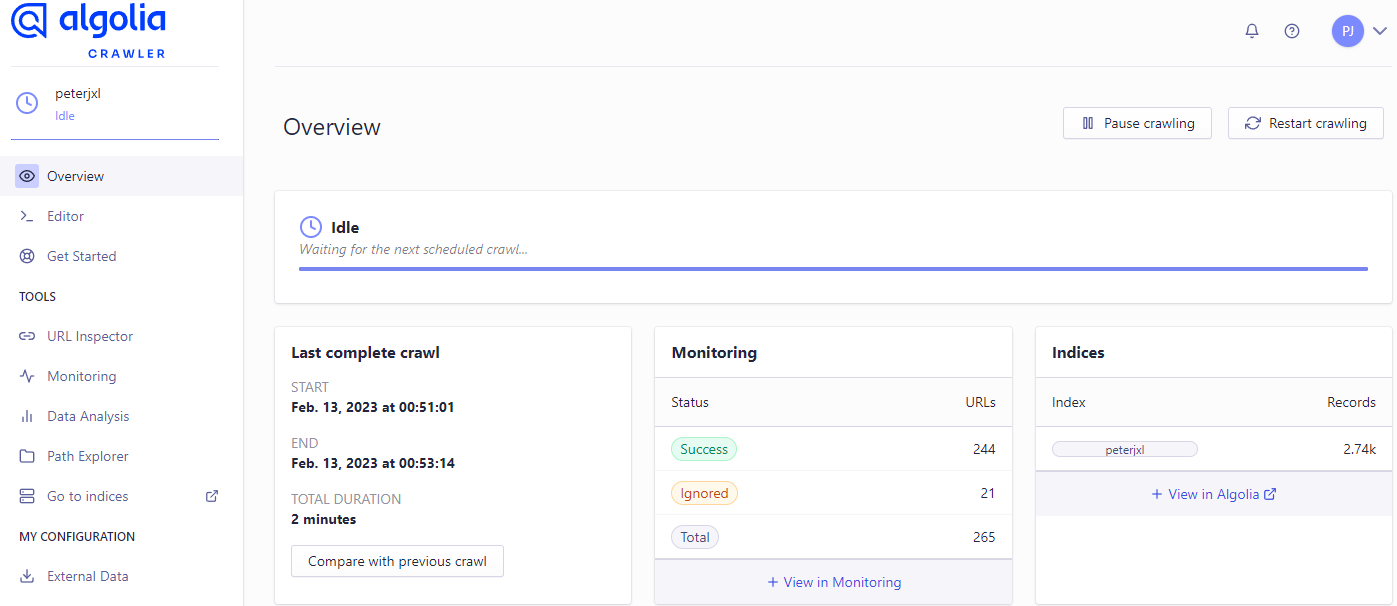 algolia
CRAWLER
PJ
peterjxl
Idle
Overview
Pause crawling
Restart crawling
Overview
Editor
Get Started
TOOLS
URL Inspector
Monitoring
Data Analysis
Path Explorer
Go to indices
MY CONFIGURATION
External Data
Idle
Waiting for the next scheduled crawl...
Last complete crawl
START
Feb. 13, 2023 at 00:51:01
END
Feb. 13, 2023 at 00:53:14
TOTAL DURATION
2 minutes
Compare with previous crawl
Monitoring
Status URLs
Success 244
Ignored 21
Total 265
+ View in Monitoring
Indices
Index Records
peterjxl 2.74k
+ View in Algolia